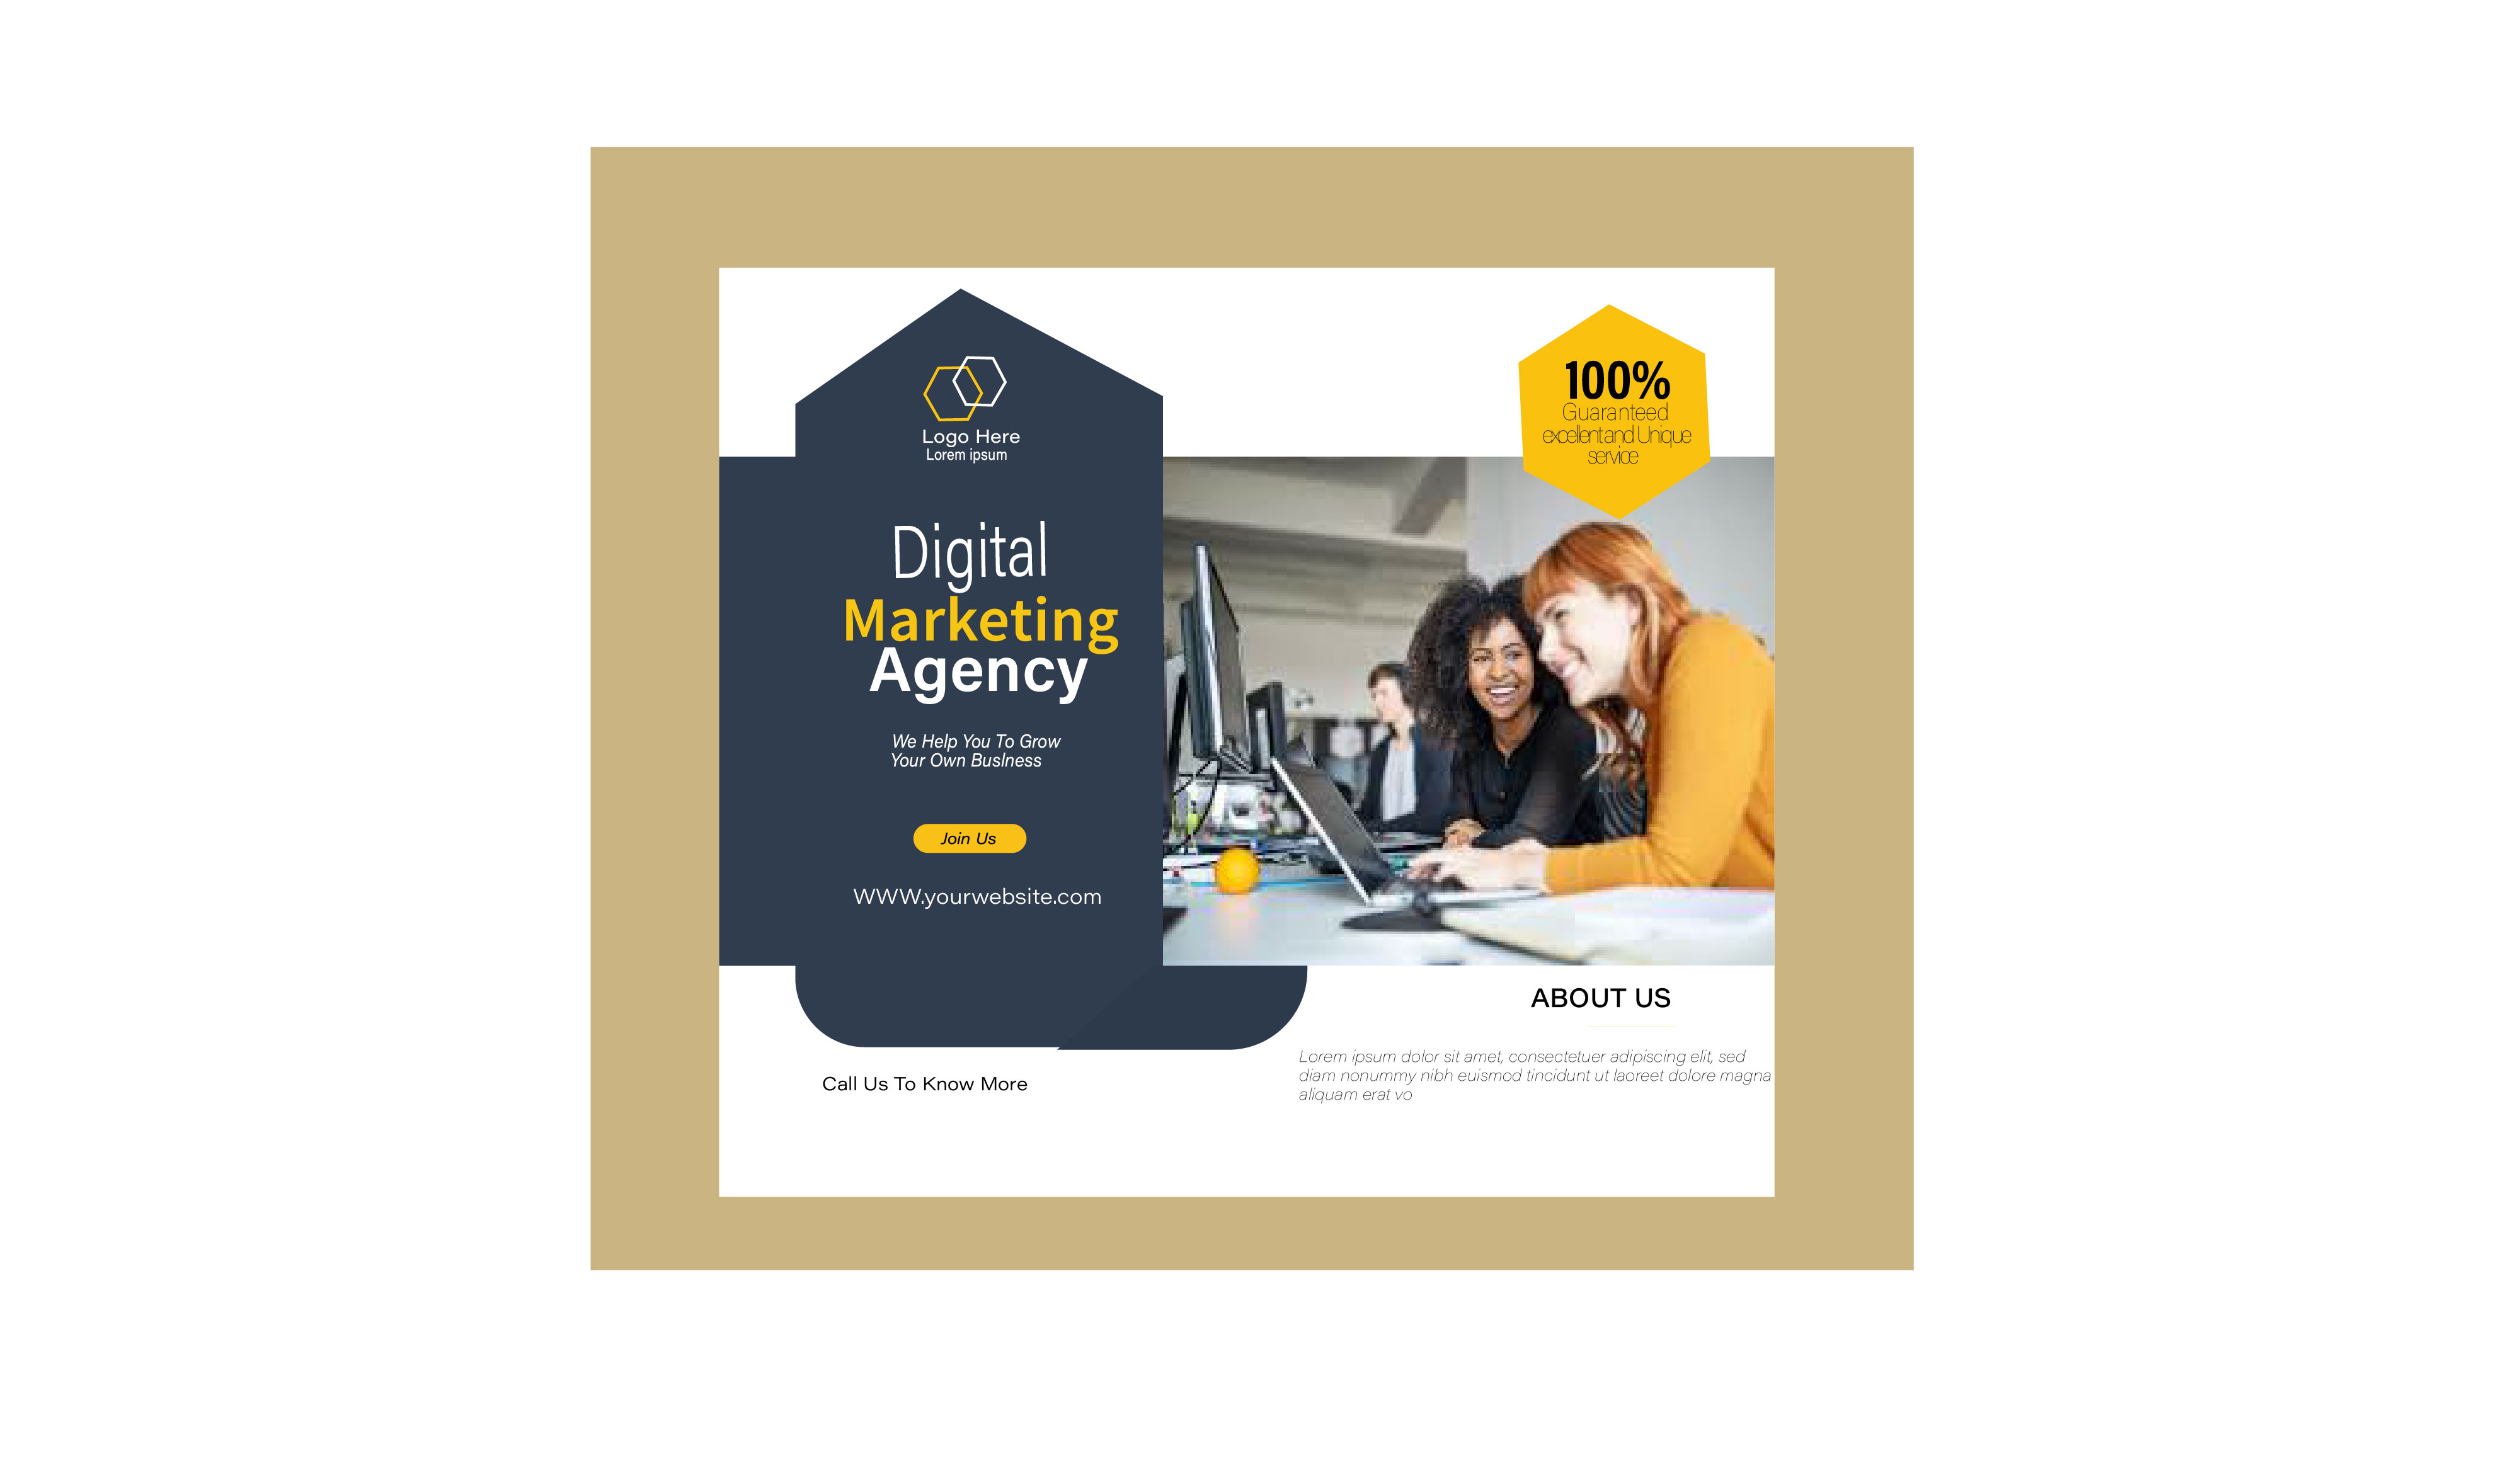 Logo Here
Lorem ipsum
100%
Guaranteed
excellent and Unique
service
Digital
Marketing
Agency
We Help You To Grow
Your Own Buslness
Join Us
WWW.yourwebsite.com
ABOUT US
Lorem ipsum dolor sit amet, consectetuer adipiscing elit, sed
diam nonummy nibh euismod tincidunt ut laoreet dolore magna
aliquam erat vo
Call Us To Know More